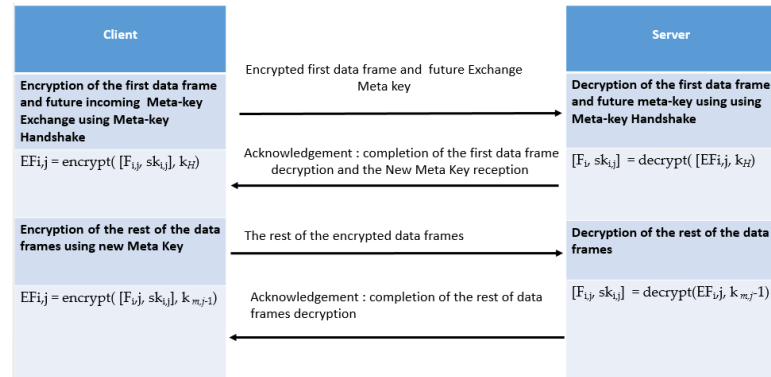 Client
Server
Encryption of the first data frame
and future incoming Meta-key
Exchange using Meta-key
Handshake
Encrypted first data frame and future Exchange
Meta key
Decryption of the first data frame
and future meta-key using using
Meta-key Handshake
EFi,j = encrypt( [Fi,j, ski,j], kH)
Acknowledgement : completion of the first data frame
decryption and the New Meta Key reception
[Fi, ski,j] = decrypt( [EFi,j, kH)
Encryption of the rest of the data
frames using new Meta Key
The rest of the encrypted data frames
Decryption of the rest of the data
frames
EFi,j = encrypt( [Fi,j, ski,j], k m,j-1)
Acknowledgement : completion of the rest of data
frames decryption
[Fi,j, ski,j] = decrypt(EFi,j, k m,j-1)